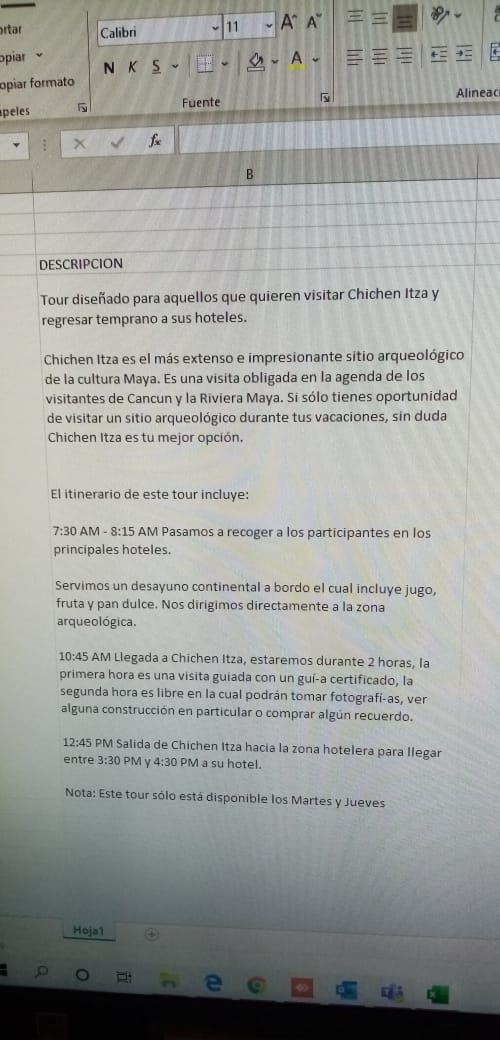 rtar
Calibri
11
A^ A˅
opiar
N K S
A
opiar formato
apeles
Fuente
Alineac
fx
B
DESCRIPCION
Tour diseñado para aquellos que quieren visitar Chichen Itza y
regresar temprano a sus hoteles.
Chichen Itza es el más extenso e impresionante sitio arqueológico
de la cultura Maya. Es una visita obligada en la agenda de los
visitantes de Cancun y la Riviera Maya. Si sólo tienes oportunidad
de visitar un sitio arqueológico durante tus vacaciones, sin duda
Chichen Itza es tu mejor opción.
El itinerario de este tour incluye:
7:30 AM - 8:15 AM Pasamos a recoger a los participantes en los
principales hoteles.
Servimos un desayuno continental a bordo el cual incluye jugo,
fruta y pan dulce. Nos dirigimos directamente a la zona
arqueológica.
10:45 AM Llegada a Chichen Itza, estaremos durante 2 horas, la
primera hora es una visita guiada con un guí-a certificado, la
segunda hora es libre en la cual podrán tomar fotografí-as, ver
alguna construcción en particular o comprar algún recuerdo.
12:45 PM Salida de Chichen Itza hacia la zona hotelera para llegar
entre 3:30 PM y 4:30 PM a su hotel.
Nota: Este tour sólo está disponible los Martes y Jueves
Hoja1